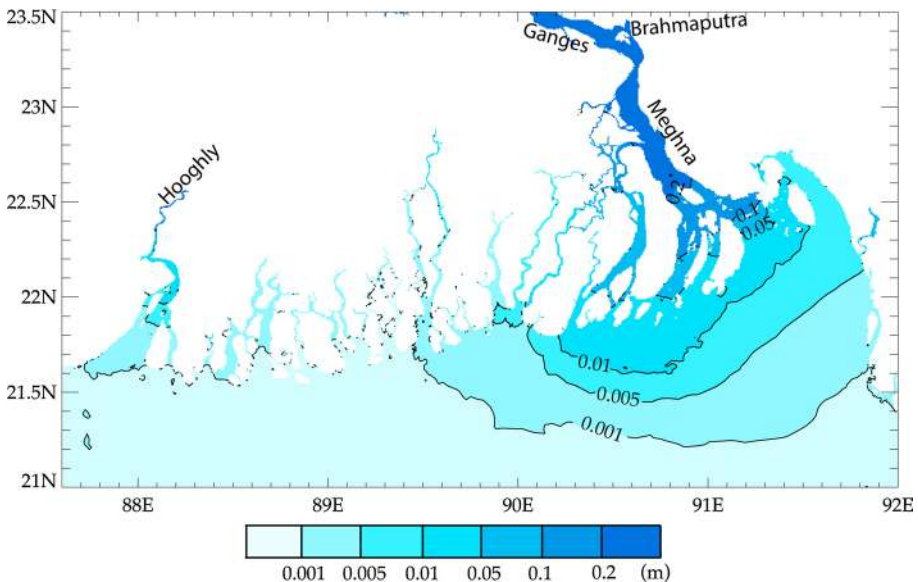 23.5N
Ganges
Brahmaputra
23N
Meghna
Hooghly
22.5N
0.2
0.1
0.05
22N
0.01
21.5N
0.005
0.001
21N
88E 89E 90E 91E 92E
0.001 0.005 0.01 0.05 0.1 0.2 (m)